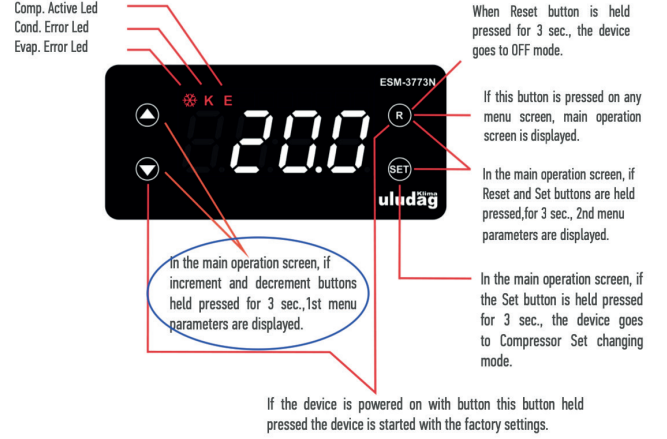 Comp. Active Led
Cond. Error Led
Evap. Error Led
When Reset button is held
pressed for 3 sec., the device
goes to OFF mode.
ESM-3773N
K E
20.0
R
SET
Klima
uludağ
If this button is pressed on any
menu screen, main operation
screen is displayed.
In the main operation screen, if
Reset and Set buttons are held
pressed,for 3 sec., 2nd menu
parameters are displayed.
In the main operation screen, if
increment and decrement buttons
held pressed for 3 sec.,1st menu
parameters are displayed.
In the main operation screen, if
the Set button is held pressed
for 3 sec., the device goes
to Compressor Set changing
mode.
If the device is powered on with button this button held
pressed the device is started with the factory settings.